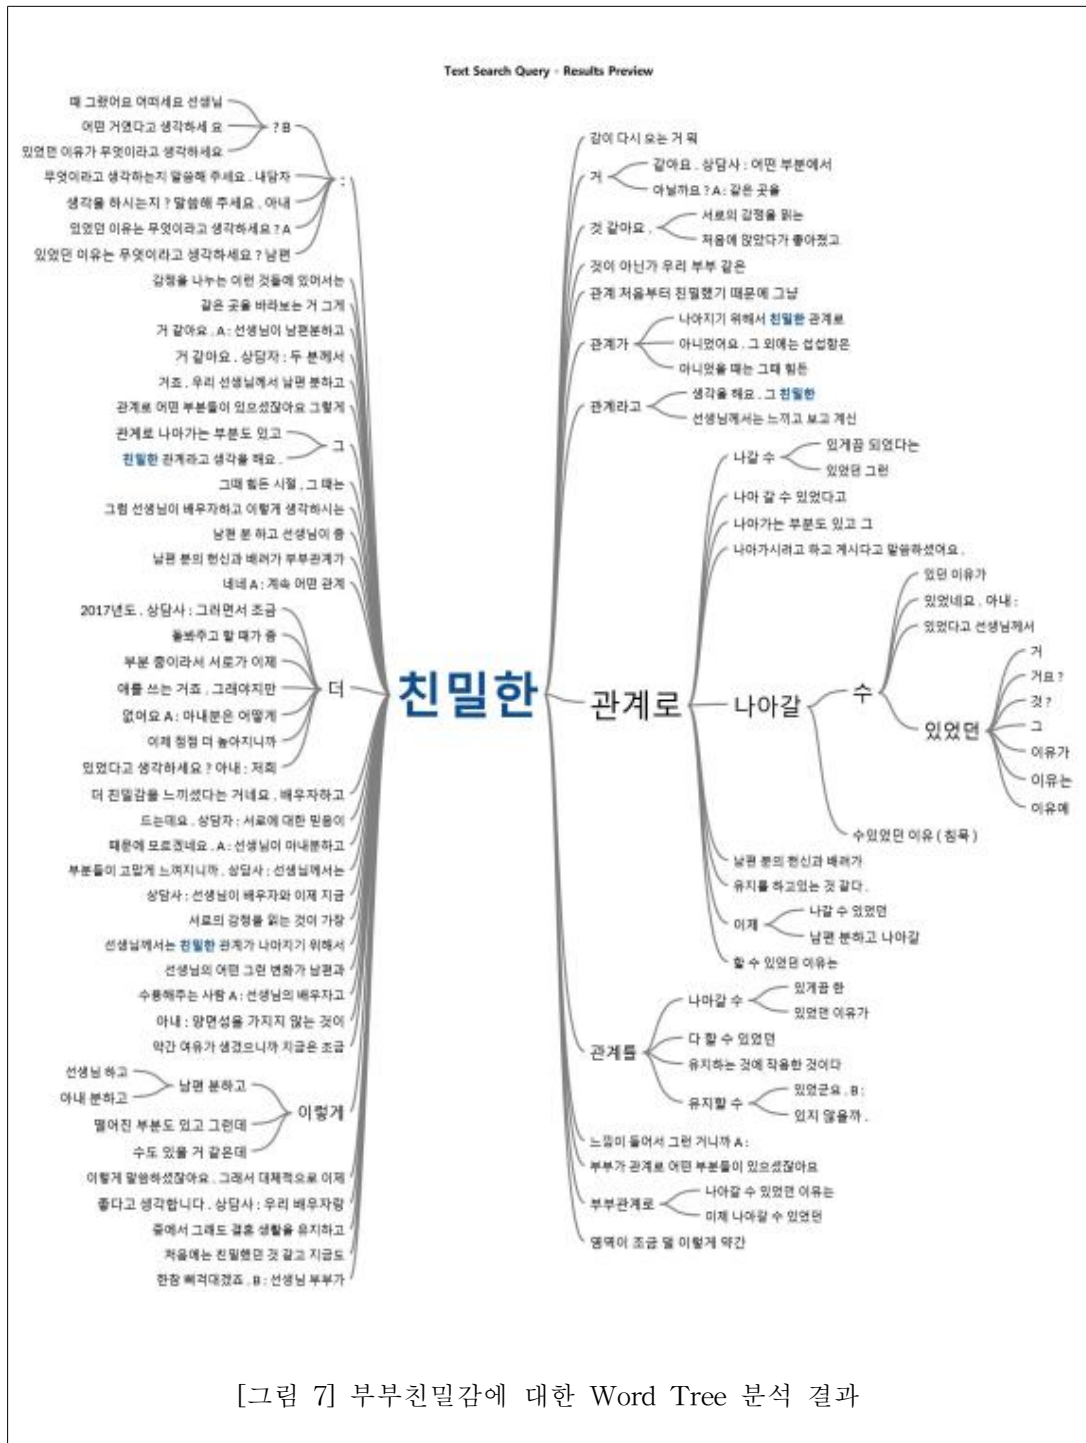 Text Search Query - Results Preview
때 그랬어요 어떠세요 선생님
어떤 거였다고 생각하세 요
있었던 이유가 무엇이라고 생각하세요
? B
무엇이라고 생각하는지 말씀해 주세요 . 내담자
생각을 하시는지 ? 말씀해 주세요 . 아내
있었던 이유는 무엇이라고 생각하세요 ? A
있었던 이유는 무엇이라고 생각하세요 ? 남편
:
감정을 나누는 이런 것들에 있어서는
같은 곳을 바라보는 거 그게
거 같아요 . A : 선생님이 남편분하고
거 같아요 . 상담자 : 두 분께서
거죠 . 우리 선생님께서 남편 분하고
관계로 어떤 부분들이 있으셨잖아요 그렇게
관계로 나아가는 부분도 있고
친밀한 관계라고 생각을 해요 .
그
그때 힘든 시절 . 그 때는
그럼 선생님이 배우자하고 이렇게 생각하시는
남편 분 하고 선생님이 좀
남편 분의 헌신과 배려가 부부관계가
네네 A : 계속 어떤 관계
2017년도 . 상담사 : 그러면서 조금
돌봐주고 할 때가 좀
부분 중이라서 서로가 이제
애를 쓰는 거죠 . 그래야지만
없어요 A : 아내분은 어떻게
이제 점점 더 높아지니까
있었다고 생각하세요 ? 아내 : 저희
더
더 친밀감을 느끼셨다는 거네요 . 배우자하고
드는데요 . 상담자 : 서로에 대한 믿음이
때문에 모르겠네요 . A : 선생님이 아내분하고
부분들이 고맙게 느껴지니까 . 상담사 : 선생님께서는
상담사 : 선생님이 배우자와 이제 지금
서로의 감정을 읽는 것이 가장
선생님께서는 친밀한 관계가 나아지기 위해서
선생님의 어떤 그런 변화가 남편과
수용해주는 사람 A : 선생님의 배우자고
아내 : 양면성을 가지지 않는 것이
약간 여유가 생겼으니까 지금은 조금
선생님 하고
아내 분하고
남편 분하고
떨어진 부분도 있고 그런데
수도 있을 거 같은데
이렇게
이렇게 말씀하셨잖아요 . 그래서 대체적으로 이제
좋다고 생각합니다 . 상담사 : 우리 배우자랑
중에서 그래도 결혼 생활을 유지하고
처음에는 친밀했던 것 같고 지금도
한참 삐걱대겠죠 . B : 선생님 부부가
친밀한
감이 다시 오는 거 뭐
거
같아요 . 상담사 : 어떤 부분에서
아닐까요 ? A : 같은 곳을
것 같아요 .
서로의 감정을 읽는
처음에 않았다가 좋아졌고
것이 아닌가 우리 부부 같은
관계 처음부터 친밀했기 때문에 그냥
관계가
나아지기 위해서 친밀한 관계로
아니었어요 . 그 외에는 섭섭함은
아니었을 때는 그때 힘든
관계라고
생각을 해요 . 그 친밀한
선생님께서는 느끼고 보고 계신
관계로
나갈 수
있게끔 되었다는
있었던 그런
나아 갈 수 있었다고
나아가는 부분도 있고 그
나아가시려고 하고 계시다고 말씀하셨어요 .
나아갈
수
있던 이유가
있었네요 . 아내 :
있었다고 선생님께서
있었던
거
거요 ?
것 ?
그
이유가
이유는
이유에
수있었던 이유 ( 침묵 )
남편 분의 헌신과 배려가
유지를 하고있는 것 같다 .
이제
나갈 수 있었던
남편 분하고 나아갈
할 수 있었던 이유는
관계를
나아갈 수
있게끔 한
있었던 이유가
다 할 수 있었던
유지하는 것에 작용한 것이다
유지할 수
있었군요 . B :
있지 않을까 .
느낌이 들어서 그런 거니까 A :
부부가 관계로 어떤 부분들이 있으셨잖아요
부부관계로
나아갈 수 있었던 이유는
이제 나아갈 수 있었던
영역이 조금 덜 이렇게 약간
[그림 7] 부부친밀감에 대한 Word Tree 분석 결과